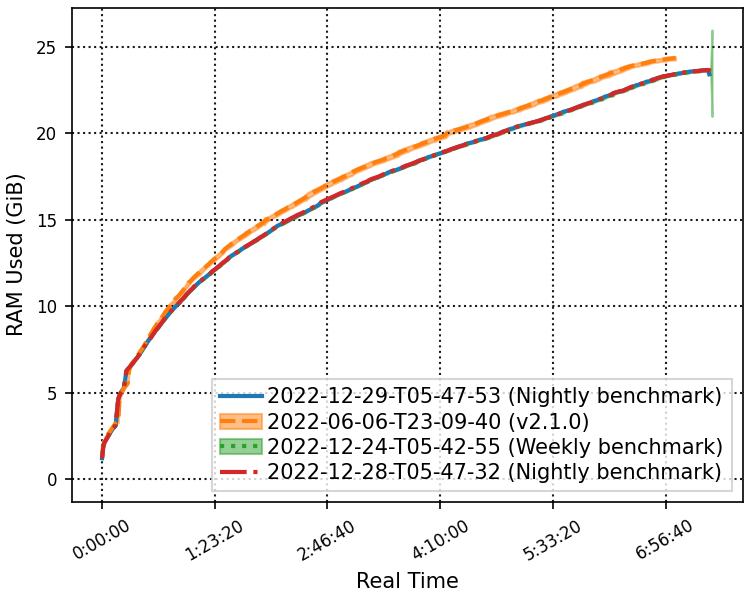 25
20
15
10
5
0
RAM Used (GiB)
2022-12-29-T05-47-53 (Nightly benchmark)
2022-06-06-T23-09-40 (v2.1.0)
2022-12-24-T05-42-55 (Weekly benchmark)
2022-12-28-T05-47-32 (Nightly benchmark)
0:00:00
1:23:20
2:46:40
4:10:00
5:33:20
6:56:40
Real Time